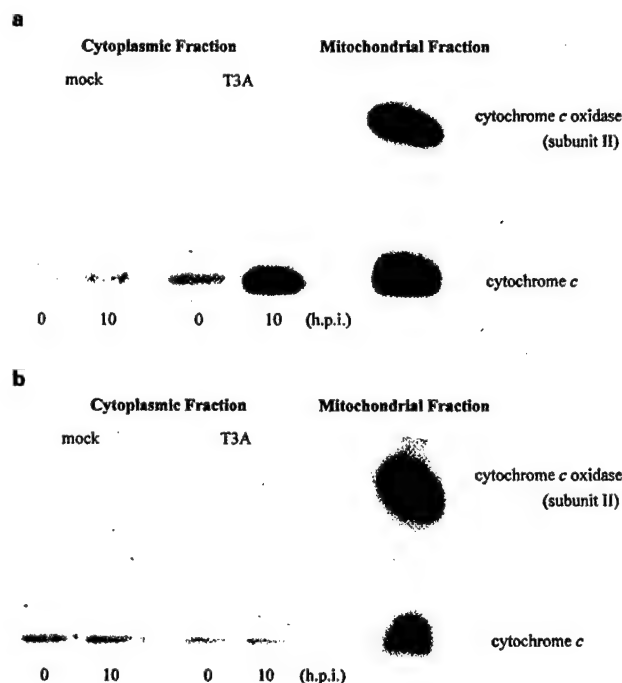 a
Cytoplasmic Fraction Mitochondrial Fraction
mock T3A
cytochrome c oxidase
(subunit II)
cytochrome c
0 10 0 10 (h.p.i.)
b
Cytoplasmic Fraction Mitochondrial Fraction
mock T3A
cytochrome c oxidase
(subunit II)
cytochrome c
0 10 0 10 (h.p.i.)